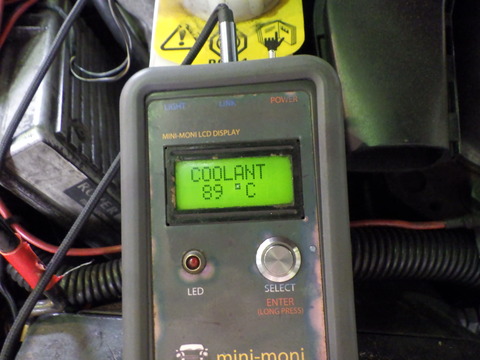 LIGHT LINK POWER
MINI-MONI LCD DISPLAY
COOLANT
89 °C
LED
SELECT
ENTER
(LONG PRESS)
mini-moni